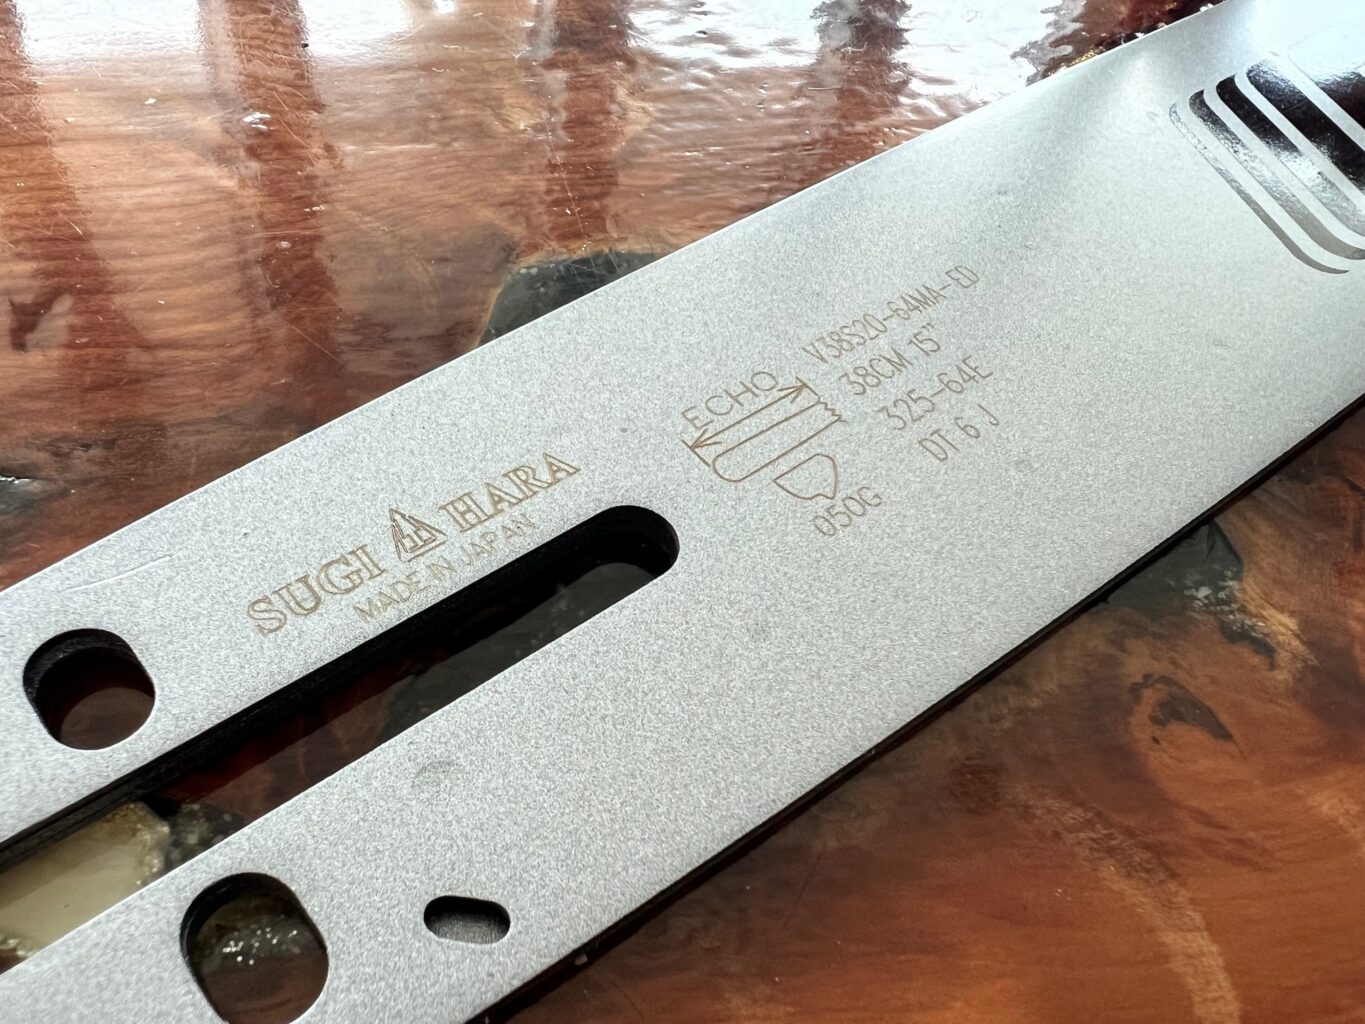 SUGI HARA
MADE IN JAPAN
ECHO
050G
V38S20-64MA-ED
38CM 15"
325-64E
DT 6 J